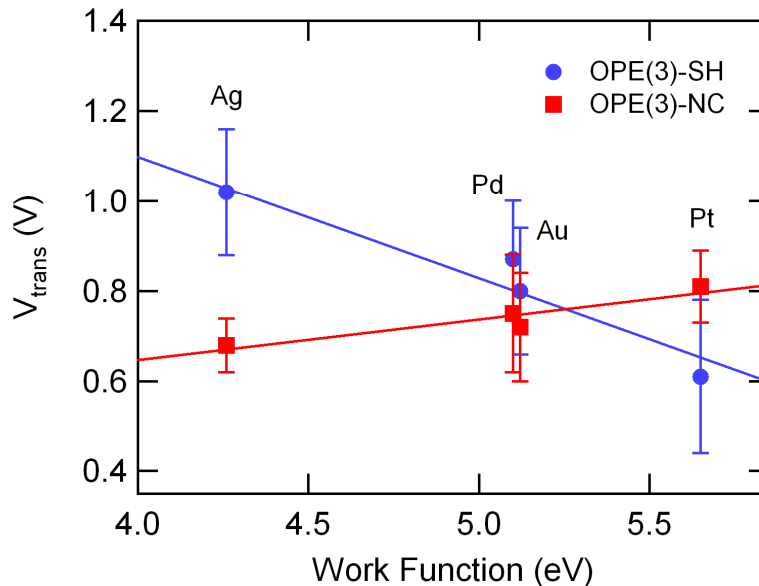 1.4
1.2
1.0
0.8
0.6
0.4
V_trans (V)
OPE(3)-SH
OPE(3)-NC
Ag
Pd
Au
Pt
4.0 4.5 5.0 5.5
Work Function (eV)